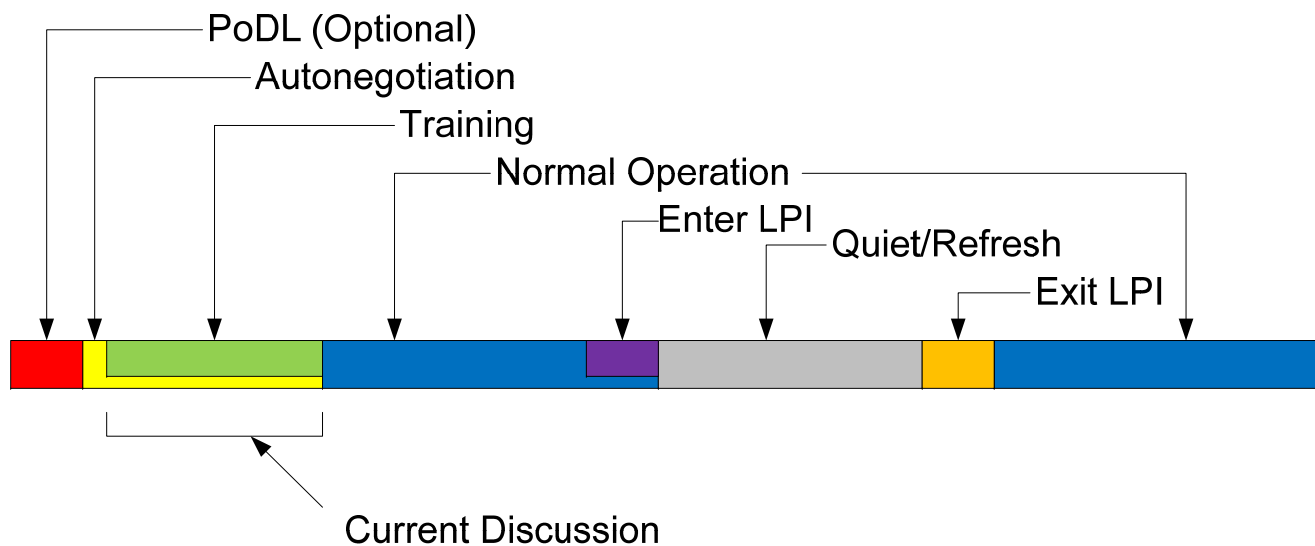 PoDL (Optional)
Autonegotiation
Training
Normal Operation
Enter LPI
Quiet/Refresh
Exit LPI
Current Discussion